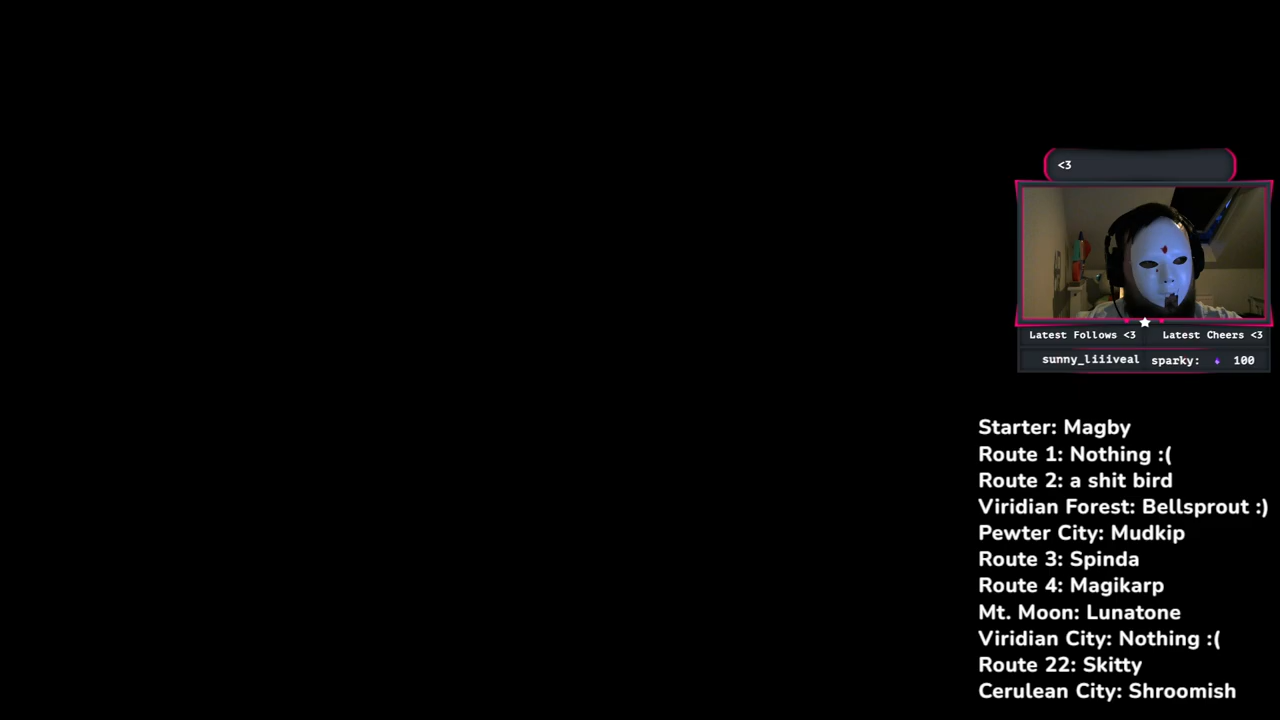 <3
Latest Follows <3 Latest Cheers <3
sunny_liiiveal sparky: 100
Starter: Magby
Route 1: Nothing :(
Route 2: a shit bird
Viridian Forest: Bellsprout :)
Pewter City: Mudkip
Route 3: Spinda
Route 4: Magikarp
Mt. Moon: Lunatone
Viridian City: Nothing :(
Route 22: Skitty
Cerulean City: Shroomish